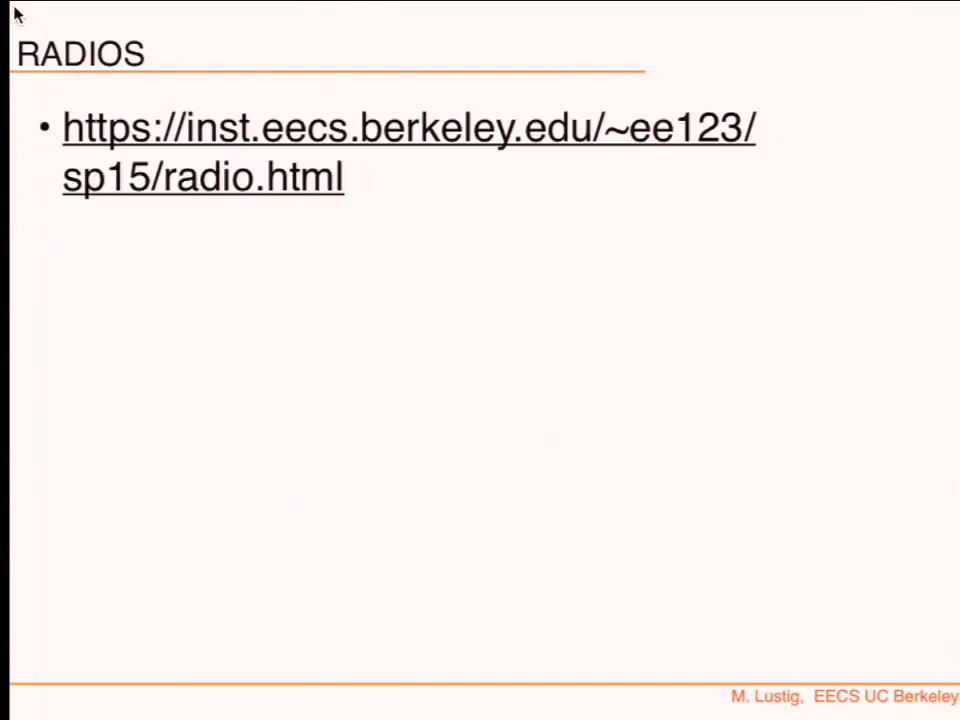 RADIOS
• https://inst.eecs.berkeley.edu/~ee123/
sp15/radio.html
M. Lustig, EECS UC Berkeley